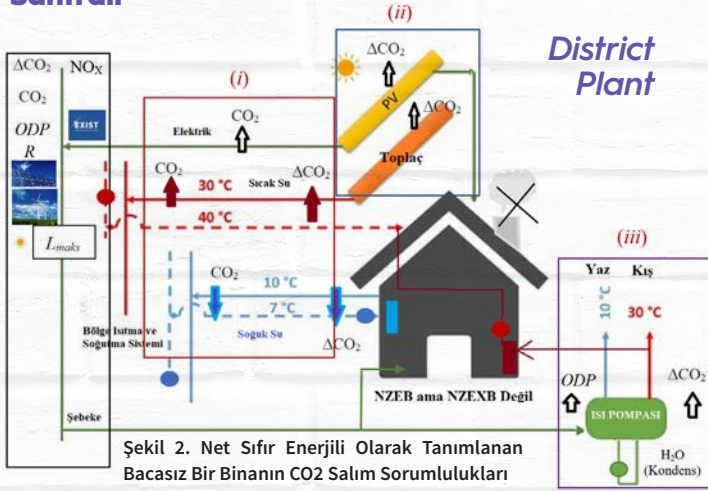 District
Plant
(i)
(ii)
(iii)
ΔCO₂ NOX
CO₂
ODP
R
EXIST
Lmaks
Bölge Isıtma ve
Soğutma Sistemi
Şebeke
Elektrik
CO₂
CO₂
ΔCO₂
30 °C Sıcak Su
40 °C
CO₂
10 °C
7 °C
Soğuk Su
ΔCO₂
ΔCO₂
PV
ΔCO₂
Toplaç
NZEB ama NZEXB Değil
Yaz Kış
10 °C
30 °C
ODP
ΔCO₂
ISI POMPASI
H₂O
(Kondens)
Şekil 2. Net Sıfır Enerjili Olarak Tanımlanan
Bacasız Bir Binanın CO2 Salım Sorumlulukları